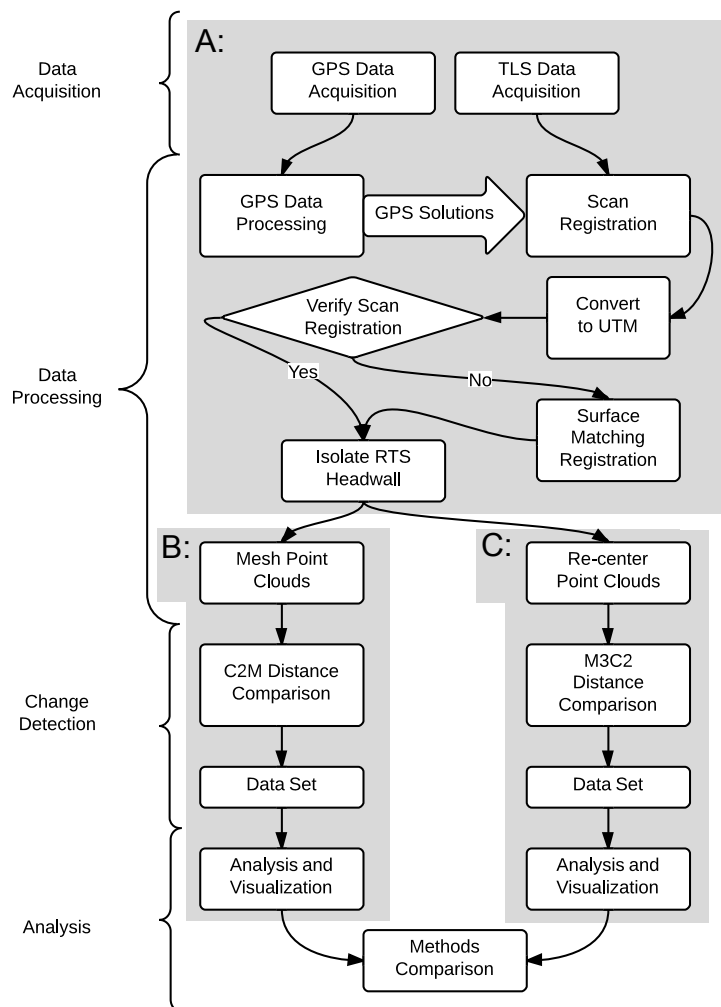 A:
Data
Acquisition
GPS Data
Acquisition
TLS Data
Acquisition
GPS Data
Processing
GPS Solutions
Scan
Registration
Verify Scan
Registration
Convert
to UTM
Yes
No
Data
Processing
Surface
Matching
Registration
Isolate RTS
Headwall
B:
Mesh Point
Clouds
C:
Re-center
Point Clouds
Change
Detection
C2M Distance
Comparison
M3C2
Distance
Comparison
Data Set
Data Set
Analysis and
Visualization
Analysis and
Visualization
Analysis
Methods
Comparison